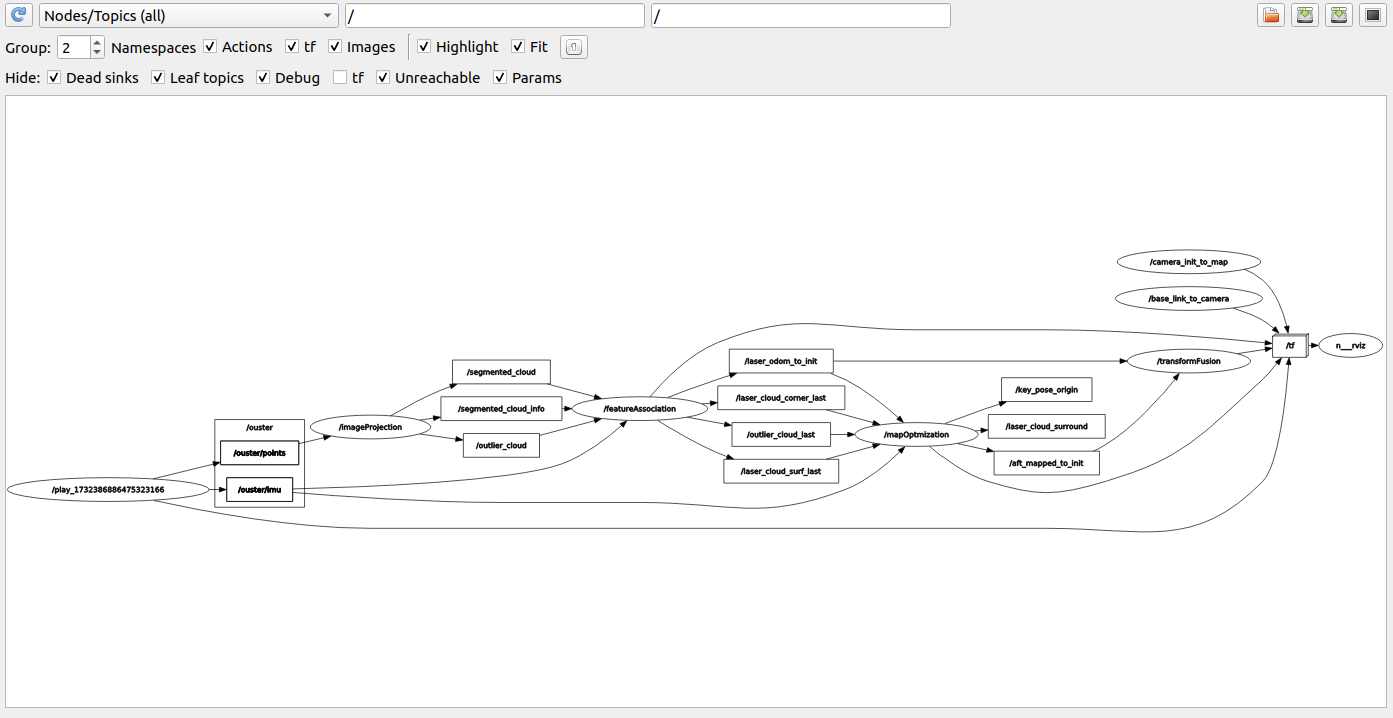 Nodes/Topics (all) / /
Group: 2 Namespaces Actions tf Images Highlight Fit
Hide: Dead sinks Leaf topics Debug tf Unreachable Params
/camera_init_to_map
/base_link_to_camera
/tf
n___rviz
/laser_odom_to_init
/transformFusion
/segmented_cloud
/key_pose_origin
/laser_cloud_corner_last
/segmented_cloud_info
/featureAssociation
/ouster
/imageProjection
/laser_cloud_surround
/outlier_cloud_last
/mapOptmization
/outlier_cloud
/ouster/points
/aft_mapped_to_init
/laser_cloud_surf_last
/play_1732386886475323166
/ouster/imu